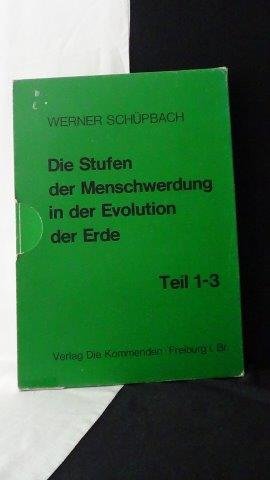 WERNER SCHÜPBACH
Die Stufen
der Menschwerdung
in der Evolution
der Erde
Teil 1-3
Verlag Die Kommenden · Freiburg i. Br.